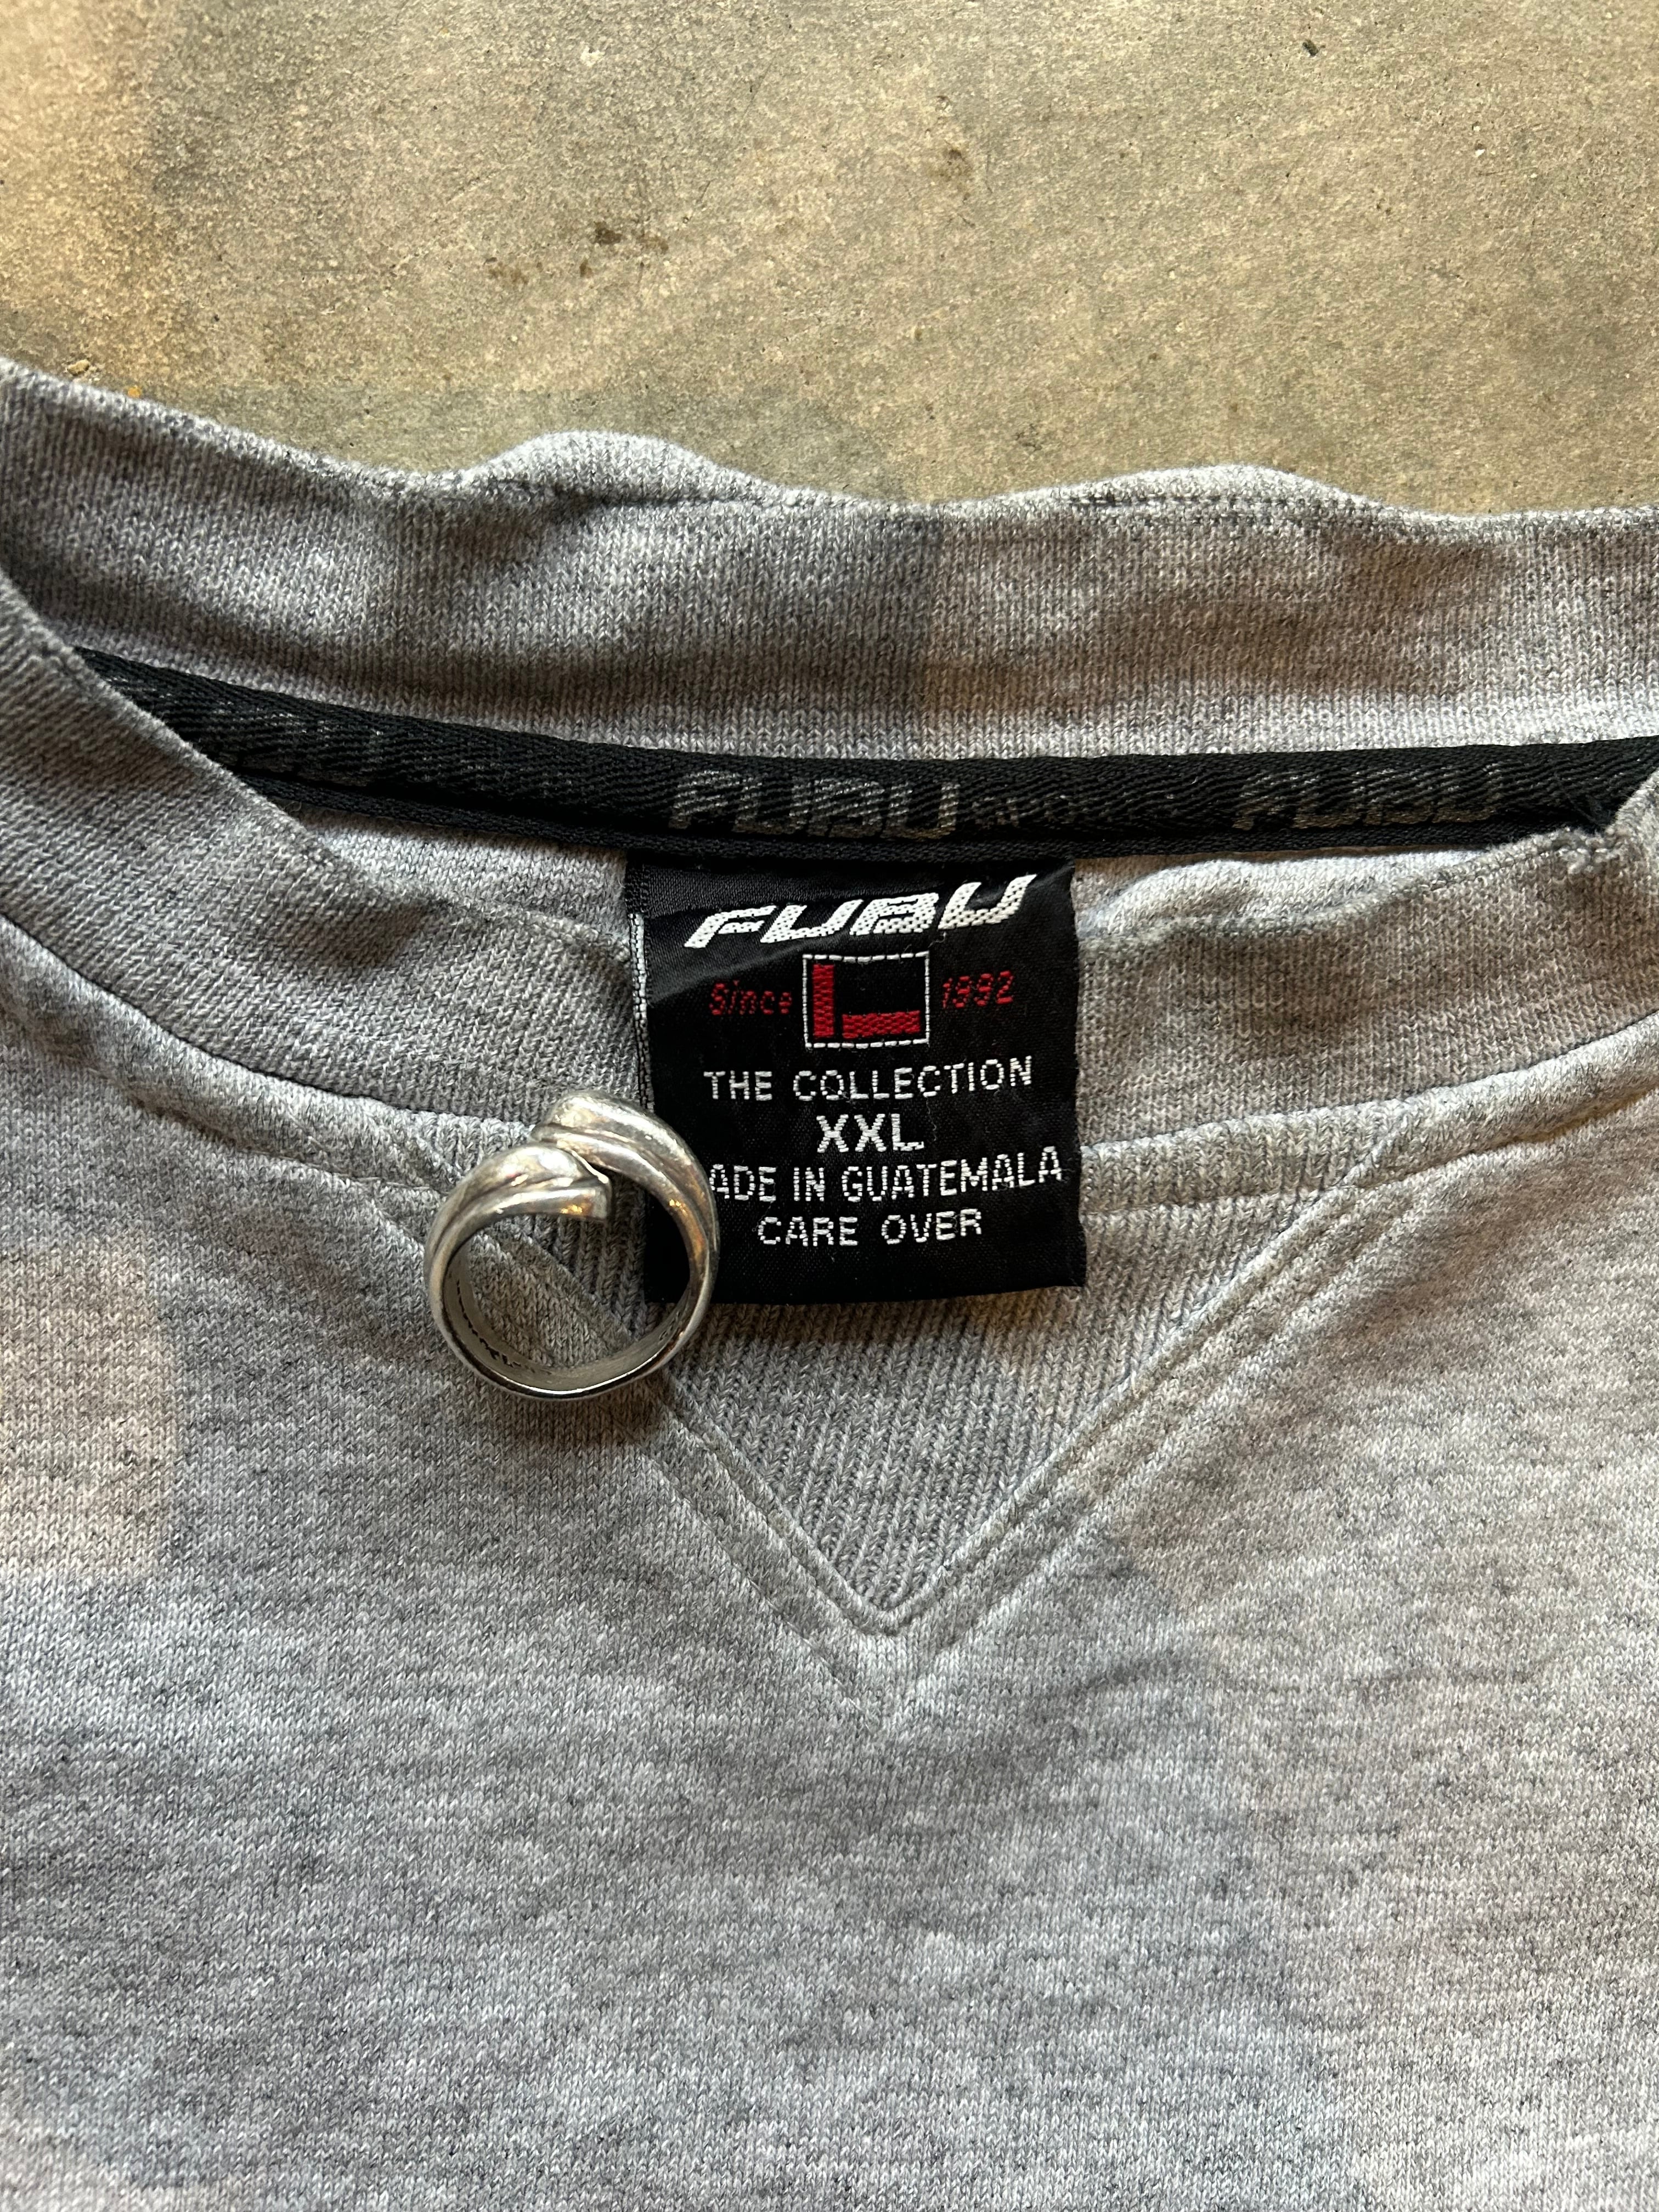 FUBU FUBU
FUBU
Since 1992
THE COLLECTION
XXL
ADE IN GUATEMALA
CARE OVER